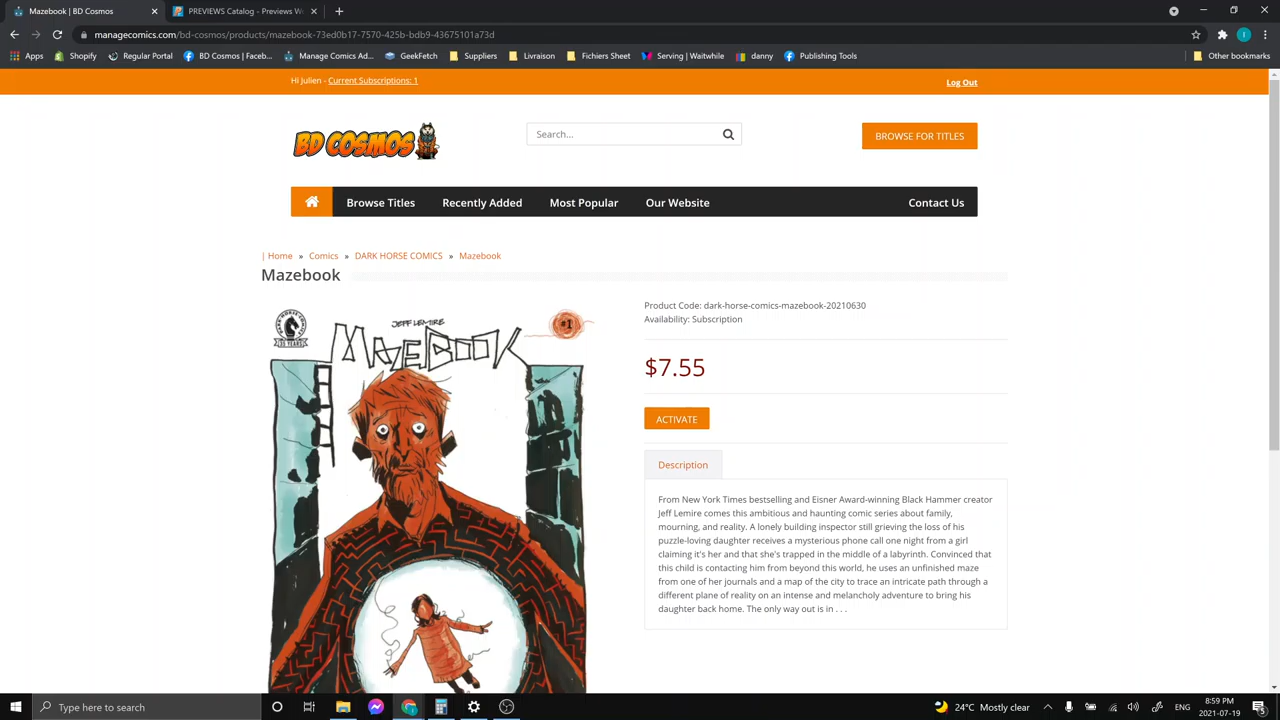 Mazebook | BD Cosmos
PREVIEWS Catalog - Previews W
managecomics.com/bd-cosmos/products/mazebook-73ed0b17-7570-425b-bdb9-43675101a73d
Apps
Shopify
Regular Portal
BD Cosmos | Faceb...
Manage Comics Ad...
GeekFetch
Suppliers
Livraison
Fichiers Sheet
Serving | Waitwhile
danny
Publishing Tools
Other bookmarks
Hi Julien - Current Subscriptions: 1
Log Out
BD COSMOS
Search...
BROWSE FOR TITLES
Browse Titles
Recently Added
Most Popular
Our Website
Contact Us
| Home » Comics » DARK HORSE COMICS » Mazebook
Mazebook
JEFF LEMIRE
MAZEBOOK
#1
Product Code: dark-horse-comics-mazebook-20210630
Availability: Subscription
$7.55
ACTIVATE
Description
From New York Times bestselling and Eisner Award-winning Black Hammer creator
Jeff Lemire comes this ambitious and haunting comic series about family,
mourning, and reality. A lonely building inspector still grieving the loss of his
puzzle-loving daughter receives a mysterious phone call one night from a girl
claiming it's her and that she's trapped in the middle of a labyrinth. Convinced that
this child is contacting him from beyond this world, he uses an unfinished maze
from one of her journals and a map of the city to trace an intricate path through a
different plane of reality on an intense and melancholy adventure to bring his
daughter back home. The only way out is in . . .
Type here to search
24°C Mostly clear
ENG
8:59 PM
2021-07-19